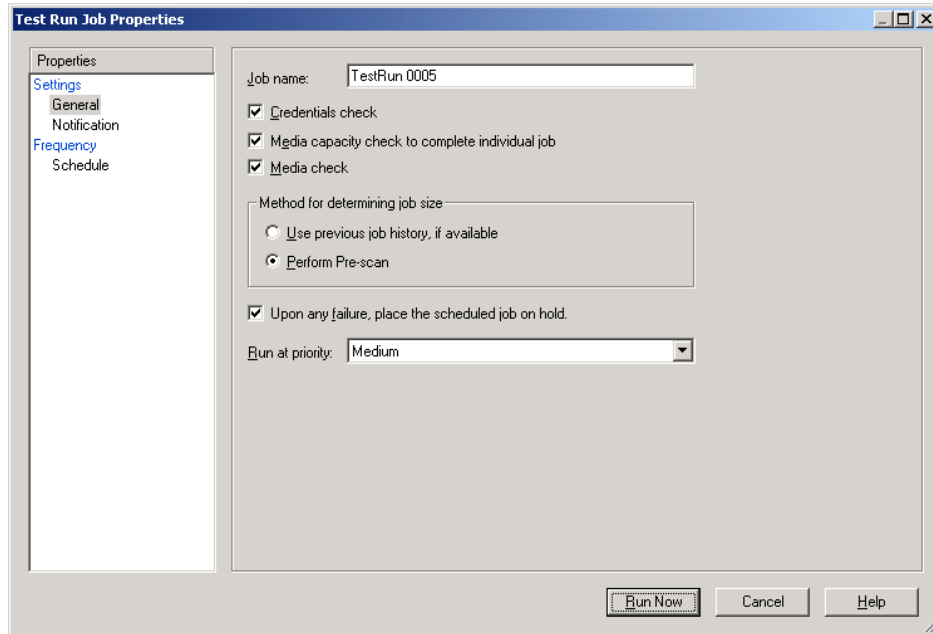 Test Run Job Properties
Properties
Settings
General
Notification
Frequency
Schedule
Job name: TestRun 0005
Credentials check
Media capacity check to complete individual job
Media check
Method for determining job size
Use previous job history, if available
Perform Pre-scan
Upon any failure, place the scheduled job on hold.
Run at priority: Medium
Run Now Cancel Help